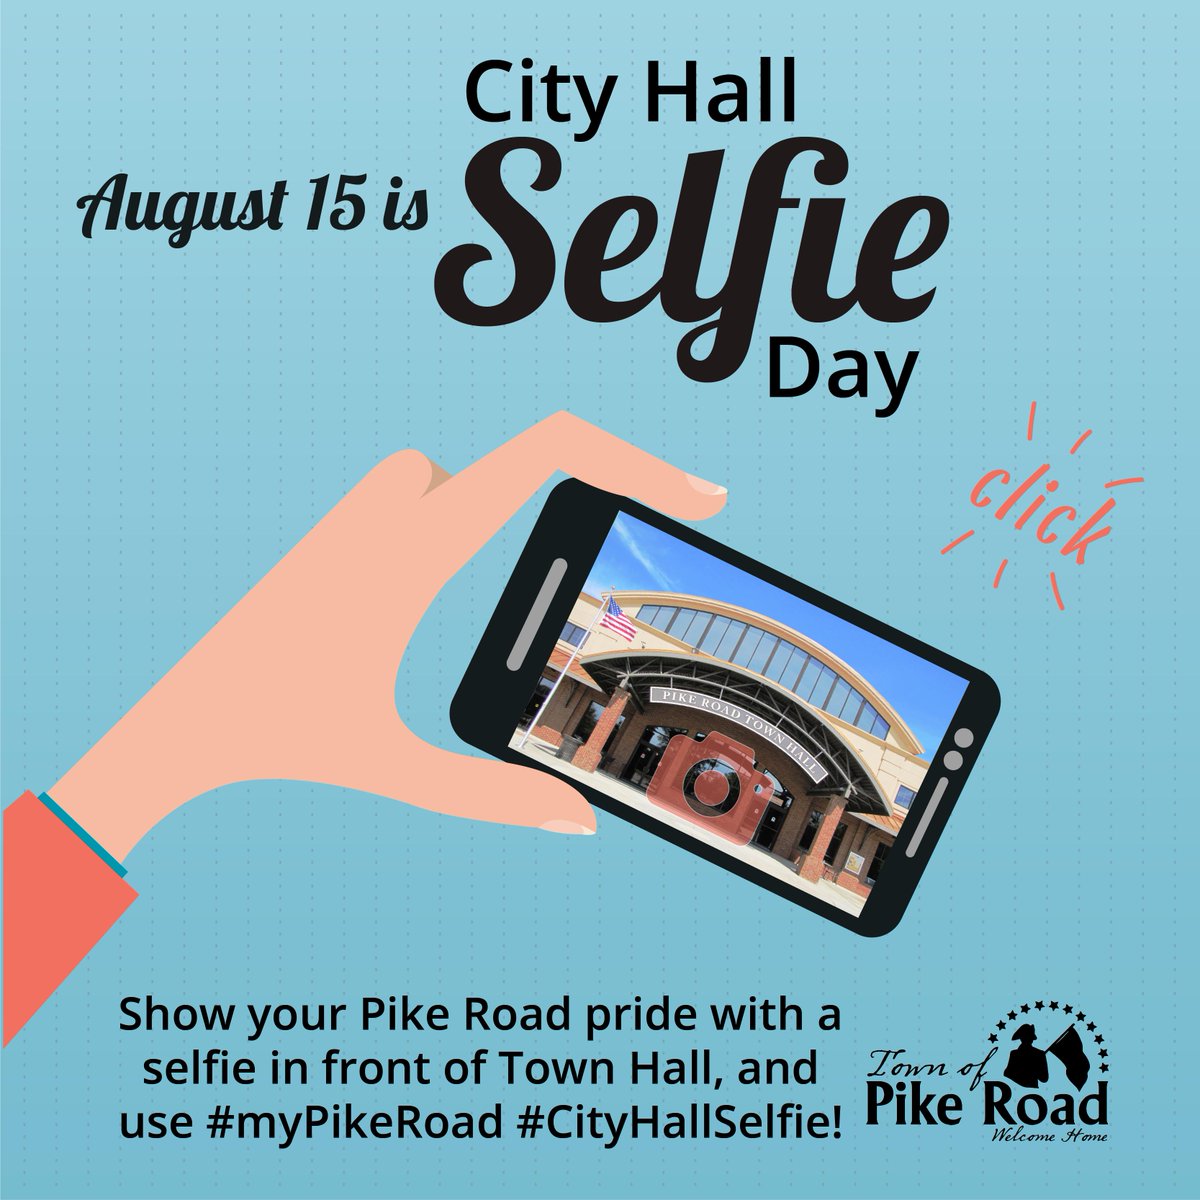 City Hall
August 15 is
Selfie
Day
click
PIKE ROAD TOWN HALL
Show your Pike Road pride with a
selfie in front of Town Hall, and
use #myPikeRoad #CityHallSelfie!
Town of
Pike Road
Welcome Home